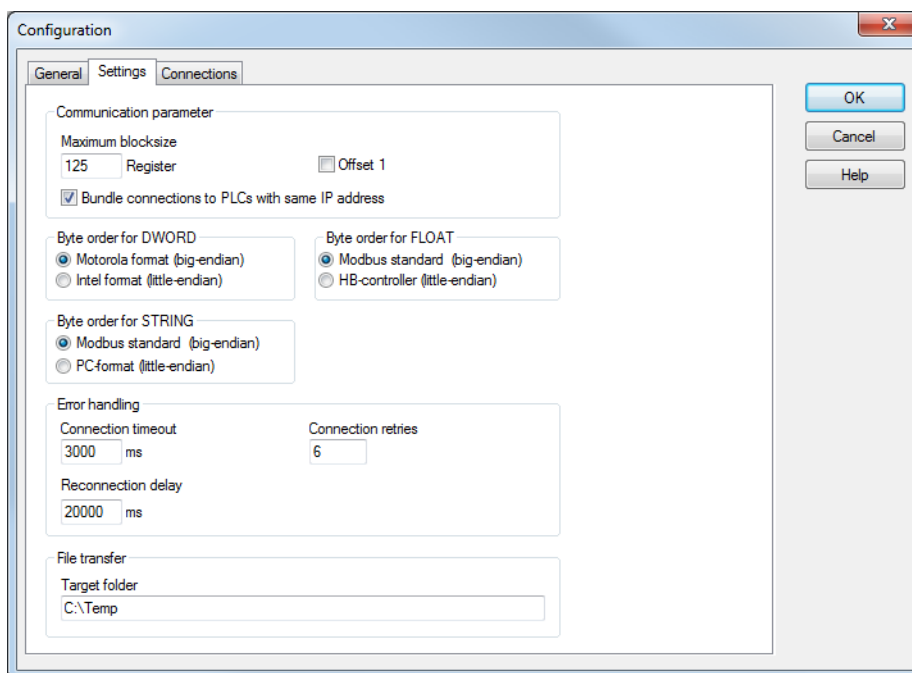 Configuration
General Settings Connections
OK
Cancel
Help
Communication parameter
Maximum blocksize
125 Register Offset 1
Bundle connections to PLCs with same IP address
Byte order for DWORD Byte order for FLOAT
Motorola format (big-endian) Modbus standard (big-endian)
Intel format (little-endian) HB-controller (little-endian)
Byte order for STRING
Modbus standard (big-endian)
PC-format (little-endian)
Error handling
Connection timeout Connection retries
3000 ms 6
Reconnection delay
20000 ms
File transfer
Target folder
C:\Temp